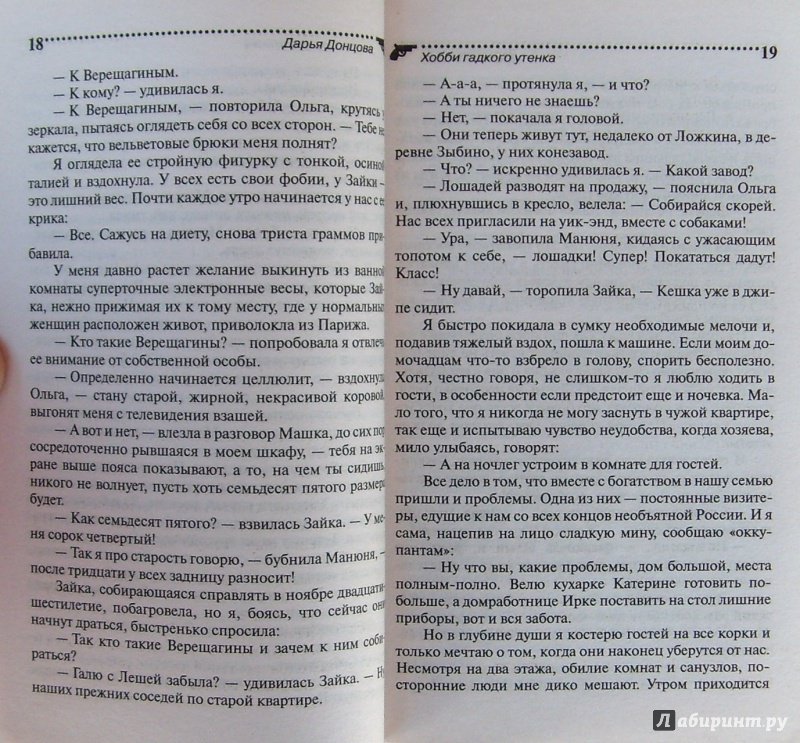 18
Дарья Донцова
— К Верещагиным.
— К кому? — удивилась я.
— К Верещагиным, — повторила Ольга, крутясь
зеркала, пытаясь оглядеть себя со всех сторон. — Тебе не
кажется, что вельветовые брюки меня полнят?
Я оглядела ее стройную фигурку с тонкой, осиной
талией и вздохнула. У всех есть свои фобии, у Зайки —
это лишний вес. Почти каждое утро начинается у нас с ее
крика:
— Все. Сажусь на диету, снова триста граммов при-
бавила.
У меня давно растет желание выкинуть из ванной
комнаты суперточные электронные весы, которые Зай-
ка, нежно прижимая их к тому месту, где у нормальных
женщин расположен живот, приволокла из Парижа.
— Кто такие Верещагины? — попробовала я отвлечь
ее внимание от собственной особы.
— Определенно начинается целлюлит, — вздохнула
Ольга, — стану старой, жирной, некрасивой коровой,
выгонят меня с телевидения взашей.
— А вот и нет, — влезла в разговор Машка, до сих пор
сосредоточенно рывшаяся в моем шкафу, — тебя на эк-
ране выше пояса показывают, а то, на чем ты сидишь,
никого не волнует, пусть хоть семьдесят пятого размера
будет.
— Как семьдесят пятого? — взвилась Зайка. — У ме-
ня сорок четвертый!
— Так я про старость говорю, — бубнила Манюня, —
после тридцати у всех задницу разносит!
Зайка, собирающаяся справлять в ноябре двадцати-
шестилетие, побагровела, но я, боясь, что сейчас они
начнут драться, быстренько спросила:
— Так кто такие Верещагины и зачем к ним соби-
раться?
— Галю с Лешей забыла? — удивилась Зайка. —
наших прежних соседей по старой квартире.
Хобби гадкого утенка
19
— А-а-а, — протянула я, — и что?
— А ты ничего не знаешь?
— Нет, — покачала я головой.
— Они теперь живут тут, недалеко от Ложкина, в де-
ревне Зыбино, у них конезавод.
— Что? — искренно удивилась я. — Какой завод?
— Лошадей разводят на продажу, — пояснила Ольга
и, плюхнувшись в кресло, велела: — Собирайся скорей.
Нас всех пригласили на уик-энд, вместе с собаками!
— Ура, — завопила Манюня, кидаясь с ужасающим
топотом к себе, — лошадки! Супер! Покататься дадут!
Класс!
— Ну давай, — торопила Зайка, — Кешка уже в джи-
пе сидит.
Я быстро покидала в сумку необходимые мелочи и,
подавив тяжелый вздох, пошла к машине. Если моим до-
мочадцам что-то взбрело в голову, спорить бесполезно.
Хотя, честно говоря, не слишком-то я люблю ходить в
гости, в особенности если предстоит еще и ночевка. Ма-
ло того, что я никогда не могу заснуть в чужой квартире,
так еще и испытываю чувство неудобства, когда хозяева,
мило улыбаясь, говорят:
— А на ночлег устроим в комнате для гостей.
Все дело в том, что вместе с богатством в нашу семью
пришли и проблемы. Одна из них — постоянные визите-
ры, едущие к нам со всех концов необъятной России. И я
сама, нацепив на лицо сладкую мину, сообщаю «окку-
пантам»:
— Ну что вы, какие проблемы, дом большой, места
полным-полно. Велю кухарке Катерине готовить по-
больше, а домработнице Ирке поставить на стол лишние
приборы, вот и вся забота.
Но в глубине души я костерю гостей на все корки и
только мечтаю о том, когда они наконец уберутся от нас.
Несмотря на два этажа, обилие комнат и санузлов, по-
сторонние люди мне дико мешают. Утром приходится
лабиринт.ру